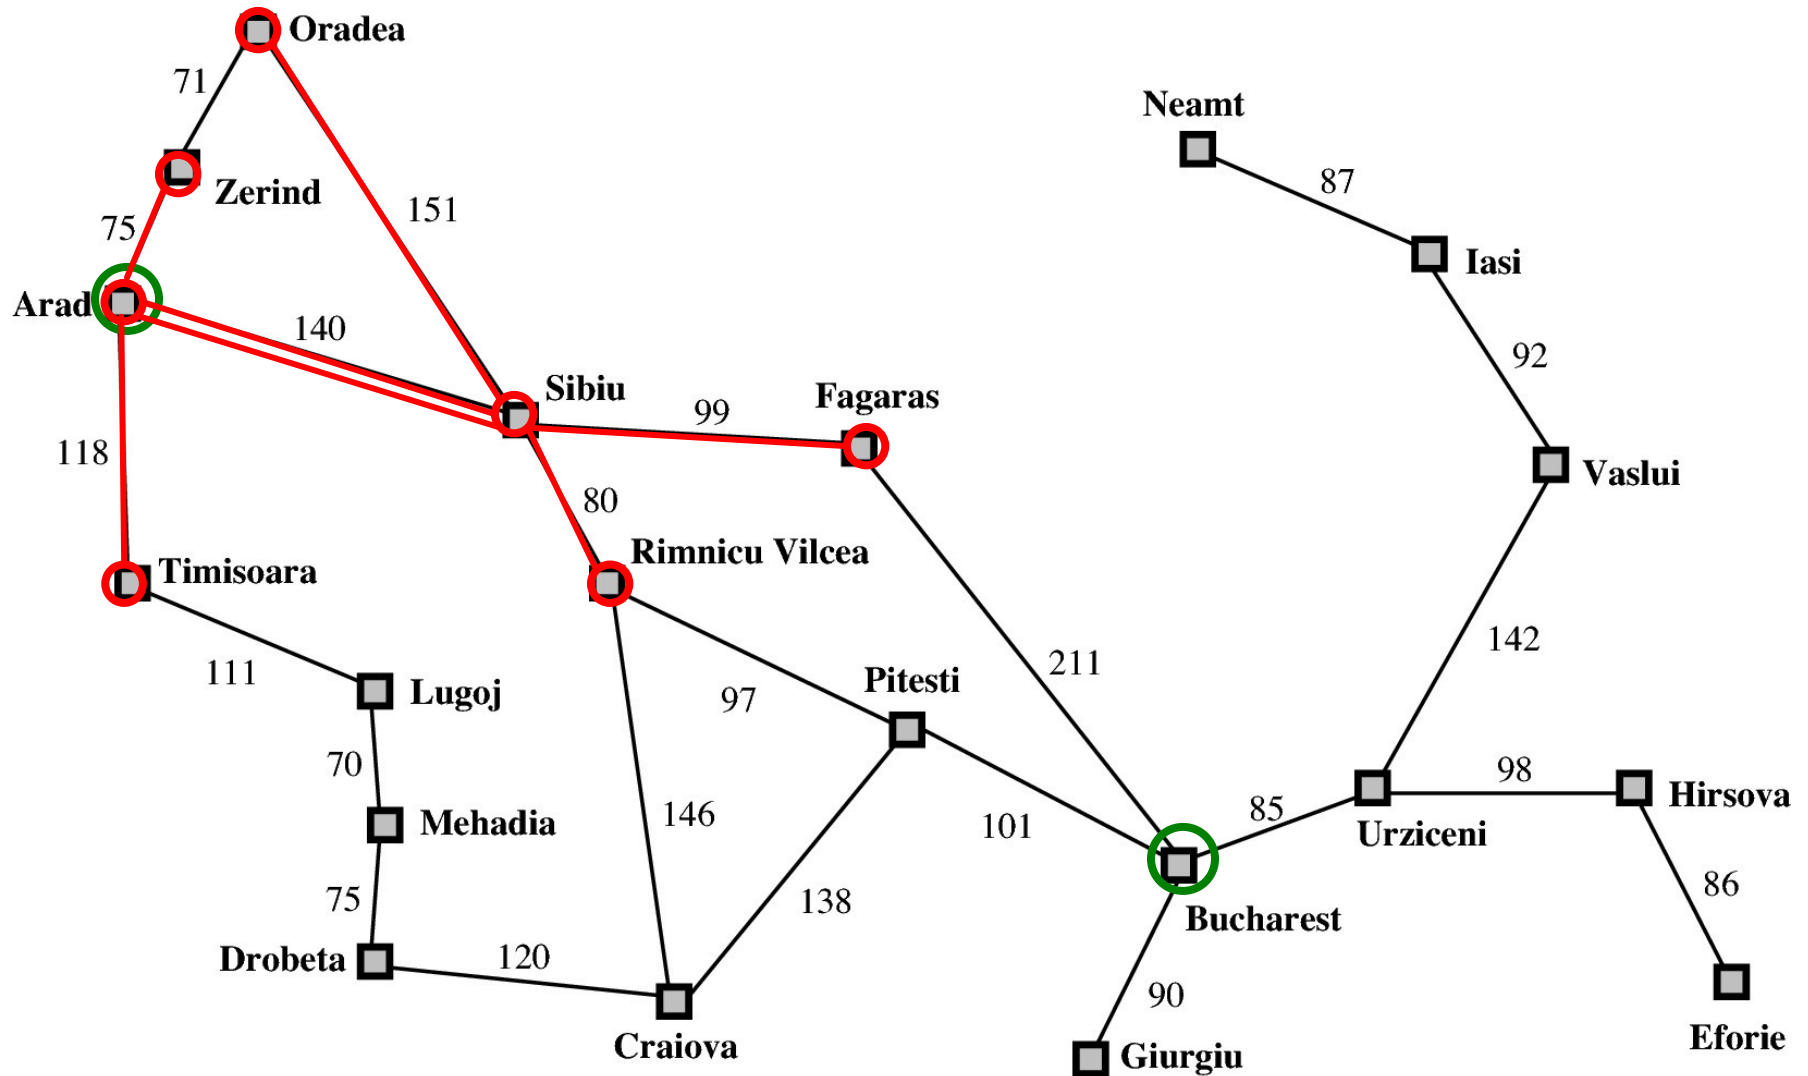 Oradea
71
Neamt
87
Zerind
151
75
Iasi
Arad
140
92
Sibiu
Fagaras
99
118
Vaslui
80
Rimnicu Vilcea
Timisoara
142
211
111
Lugoj
97
Pitesti
70
98
Hirsova
146
Mehadia
101
85
Urziceni
75
138
86
Bucharest
Drobeta
120
90
Craiova
Giurgiu
Eforie